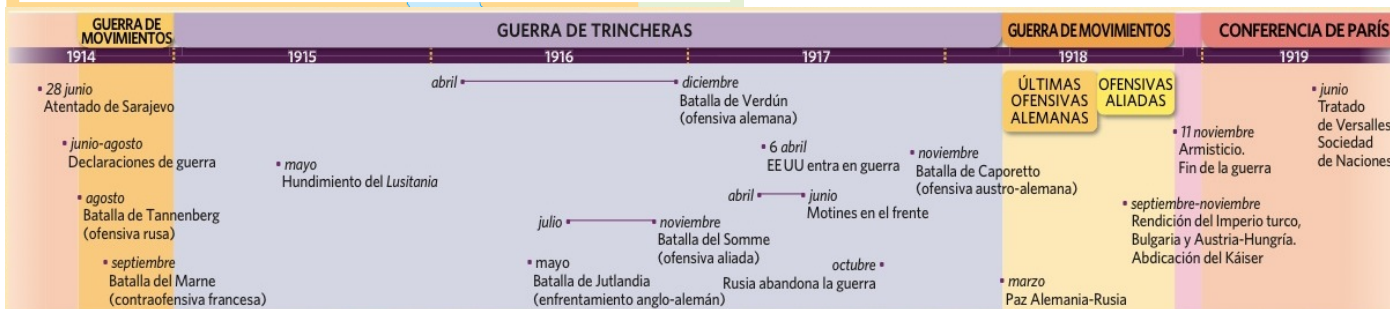 GUERRA DE
MOVIMIENTOS
GUERRA DE TRINCHERAS
GUERRA DE MOVIMIENTOS
CONFERENCIA DE PARÍS
1914
1915
1916
1917
1918
1919
28 junio
Atentado de Sarajevo
junio-agosto
Declaraciones de guerra
agosto
Batalla de Tannenberg
(ofensiva rusa)
septiembre
Batalla del Marne
(contraofensiva francesa)
mayo
Hundimiento del Lusitania
abril
diciembre
Batalla de Verdún
(ofensiva alemana)
julio
noviembre
Batalla del Somme
(ofensiva aliada)
mayo
Batalla de Jutlandia
(enfrentamiento anglo-alemán)
6 abril
EE UU entra en guerra
abril
junio
Motines en el frente
octubre
Rusia abandona la guerra
noviembre
Batalla de Caporetto
(ofensiva austro-alemana)
ÚLTIMAS
OFENSIVAS
ALEMANAS
OFENSIVAS
ALIADAS
marzo
Paz Alemania-Rusia
septiembre-noviembre
Rendición del Imperio turco,
Bulgaria y Austria-Hungría.
Abdicación del Káiser
11 noviembre
Armisticio.
Fin de la guerra
junio
Tratado
de Versalles
Sociedad
de Naciones